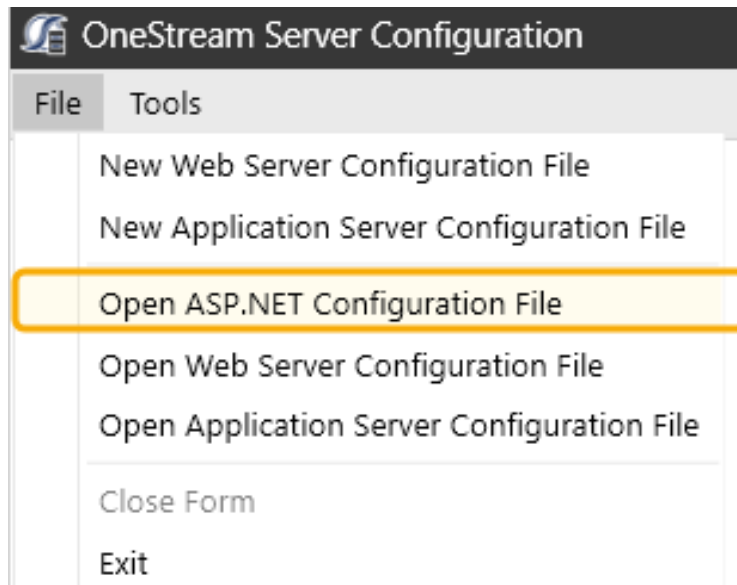 OneStream Server Configuration
File Tools
New Web Server Configuration File
New Application Server Configuration File
Open ASP.NET Configuration File
Open Web Server Configuration File
Open Application Server Configuration File
Close Form
Exit